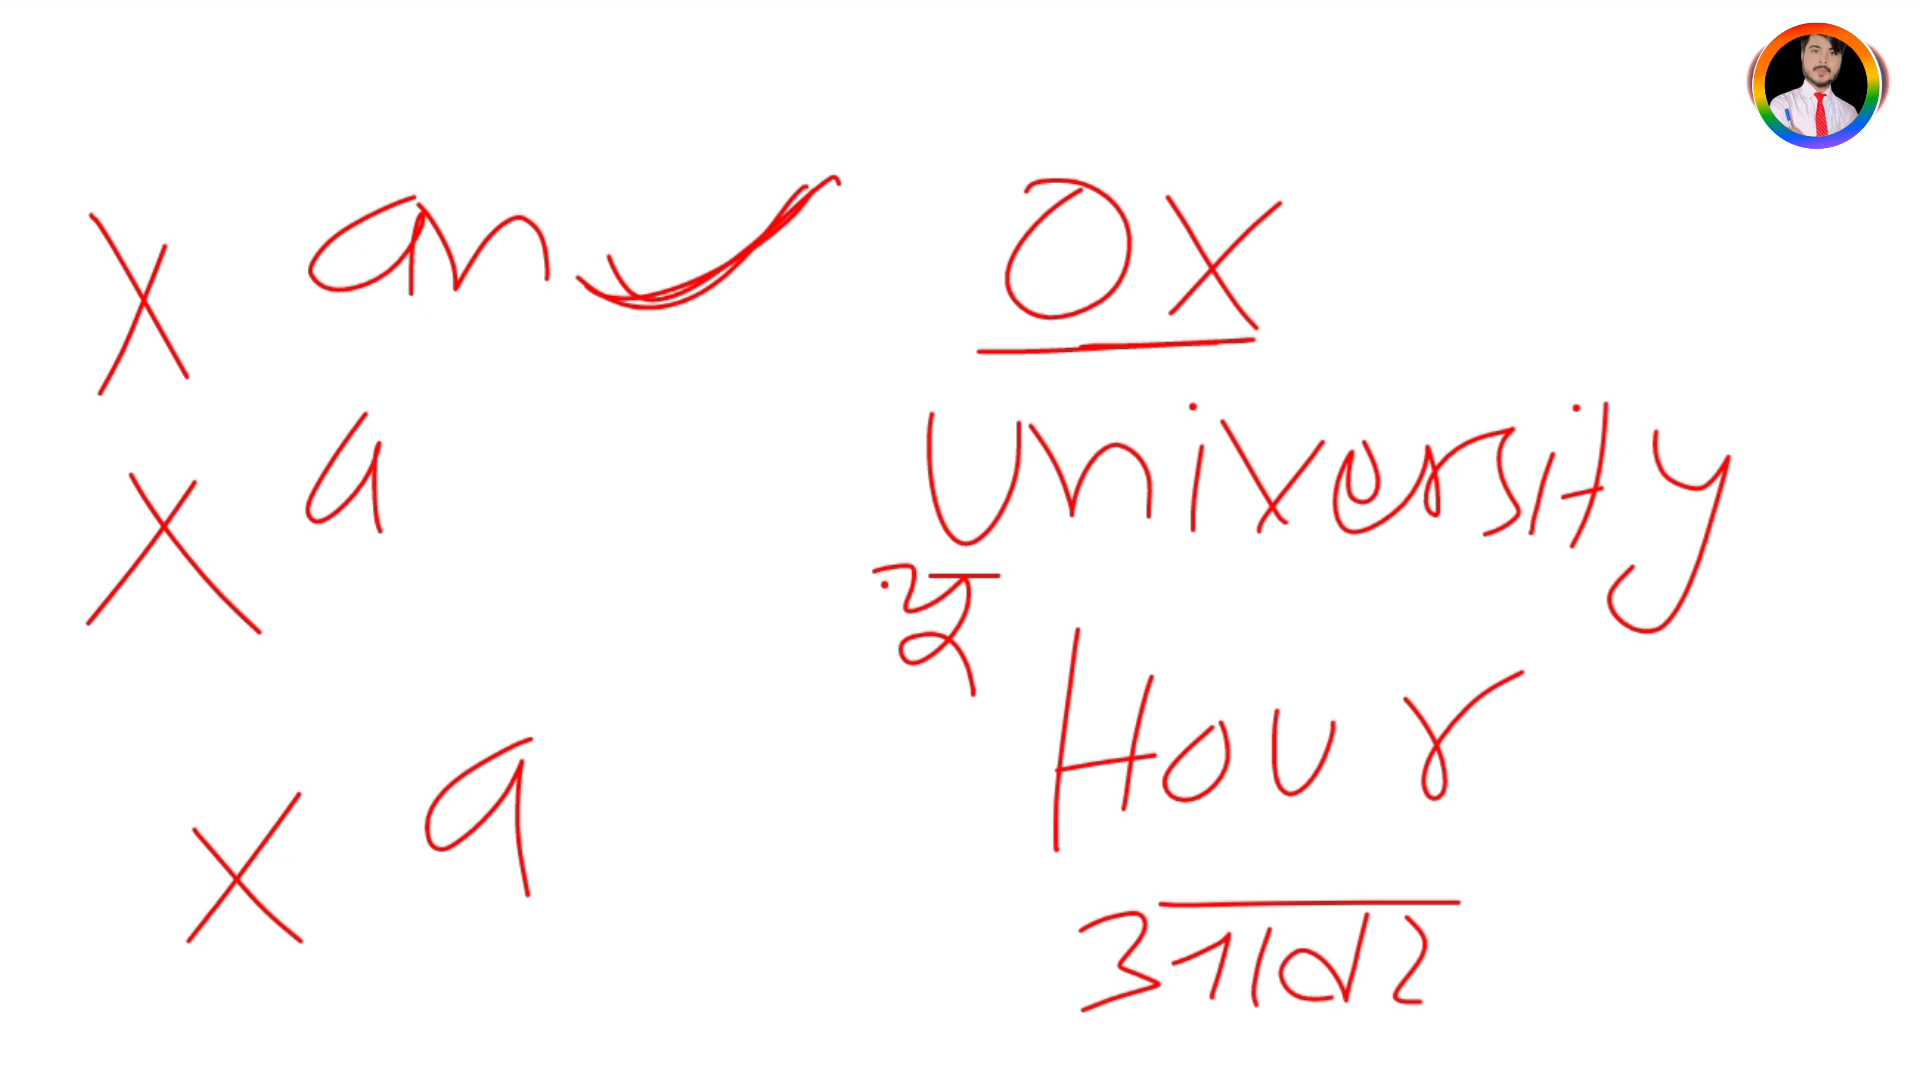 X an ✓ OX
X a University
यू
Hour
X a
आवर